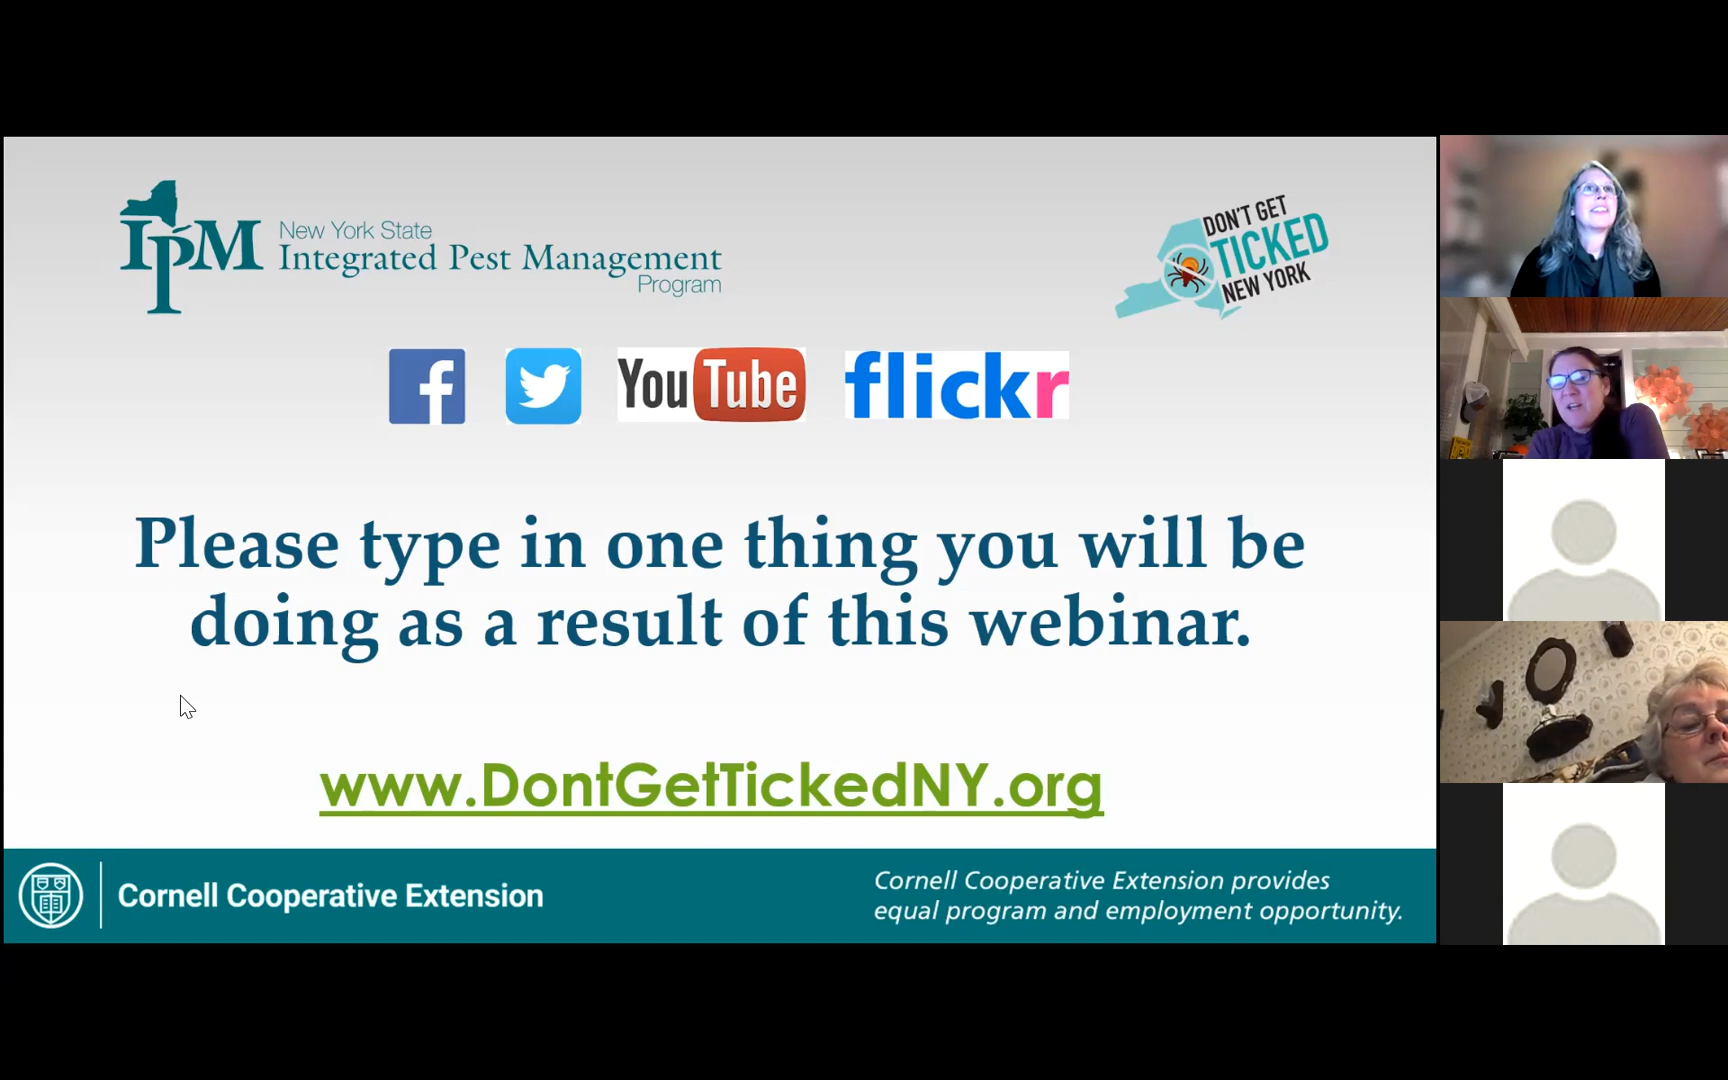 IPM
New York State
Integrated Pest Management
Program
DON'T GET
TICKED
NEW YORK
f
YouTube
flickr
Please type in one thing you will be
doing as a result of this webinar.
www.DontGetTickedNY.org
Cornell Cooperative Extension
Cornell Cooperative Extension provides
equal program and employment opportunity.